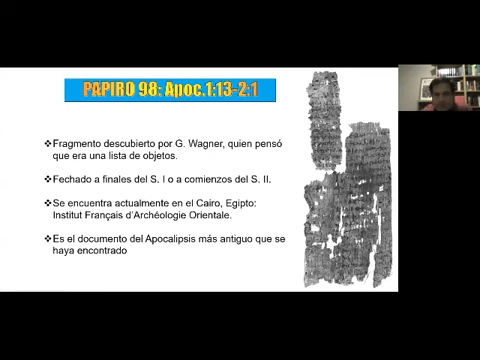 PAPIRO 98: Apoc.1:13-2:1
❖Fragmento descubierto por G. Wagner, quien pensó
que era una lista de objetos.
❖Fechado a finales del S. I o a comienzos del S. II.
❖Se encuentra actualmente en el Cairo, Egipto:
Institut Français d'Archéologie Orientale.
❖Es el documento del Apocalipsis más antiguo que se
haya encontrado